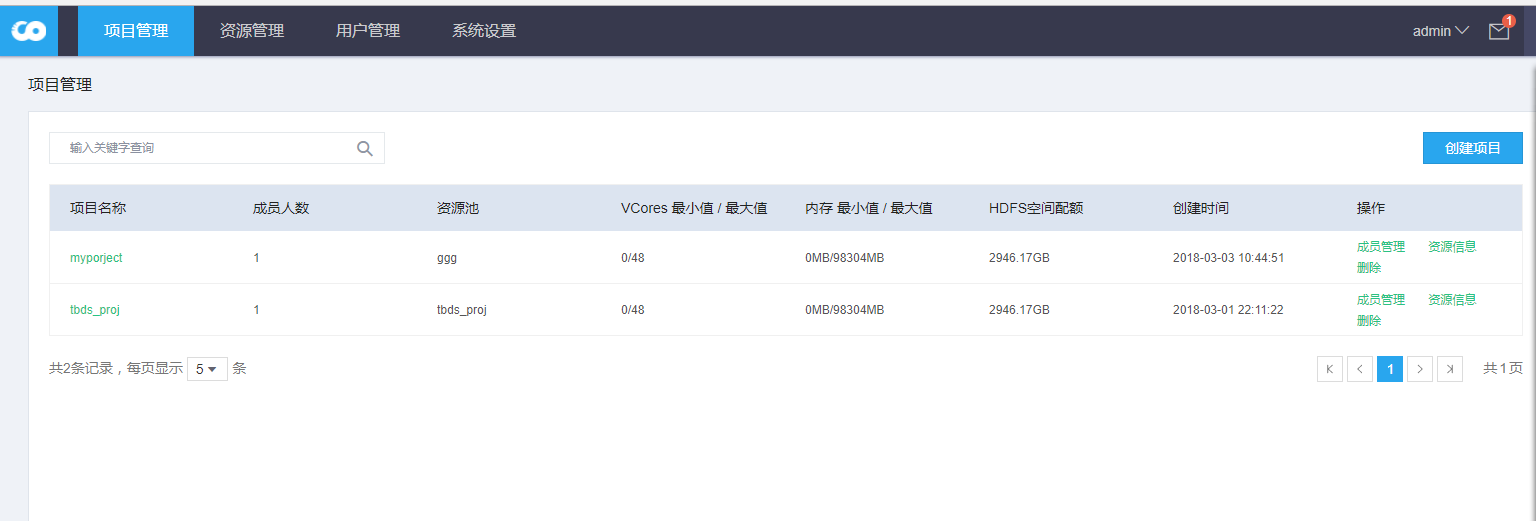 项目管理 资源管理 用户管理 系统设置 admin 1
项目管理
输入关键字查询 创建项目
项目名称 成员人数 资源池 VCores 最小值 / 最大值 内存 最小值 / 最大值 HDFS空间配额 创建时间 操作
myporject 1 ggg 0/48 0MB/98304MB 2946.17GB 2018-03-03 10:44:51 成员管理 资源信息
删除
tbds_proj 1 tbds_proj 0/48 0MB/98304MB 2946.17GB 2018-03-01 22:11:22 成员管理 资源信息
删除
共2条记录，每页显示 5 条 1 共1页